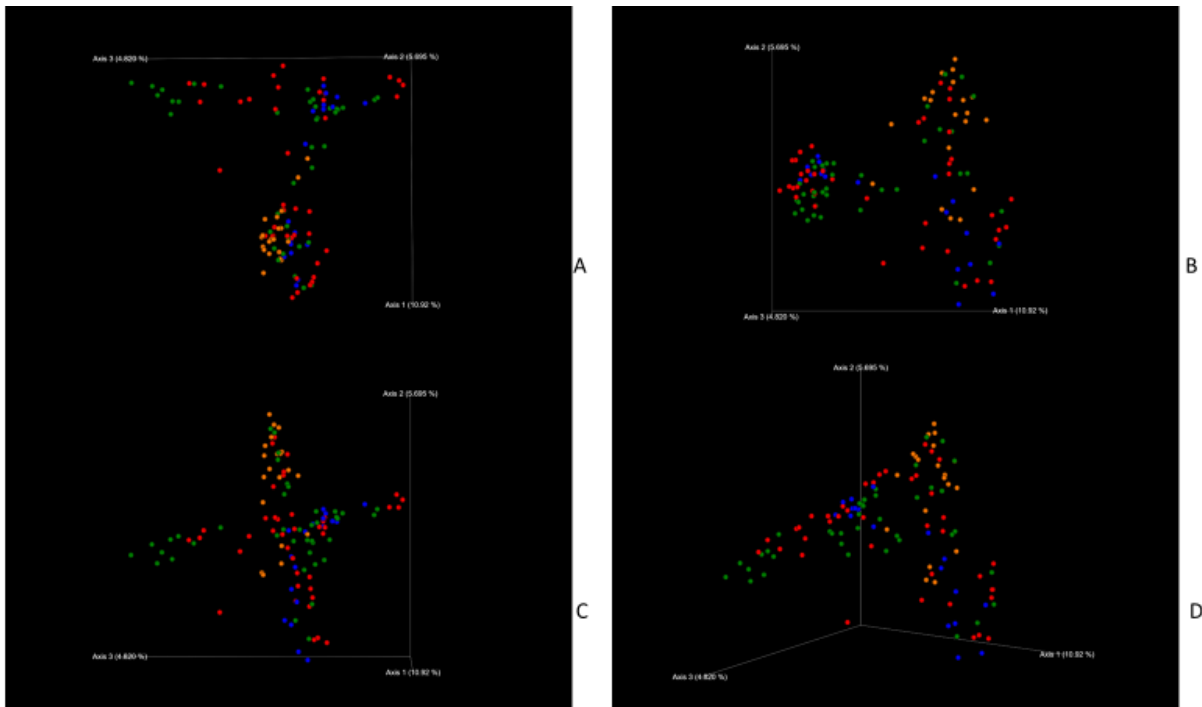 Axis 3 (4.820 %)
Axis 2 (5.695 %)
Axis 1 (10.92 %)
A
Axis 2 (5.695 %)
Axis 3 (4.820 %)
Axis 1 (10.92 %)
B
Axis 2 (5.695 %)
Axis 3 (4.820 %)
Axis 1 (10.92 %)
C
Axis 2 (5.695 %)
Axis 1 (10.92 %)
Axis 3 (4.820 %)
D